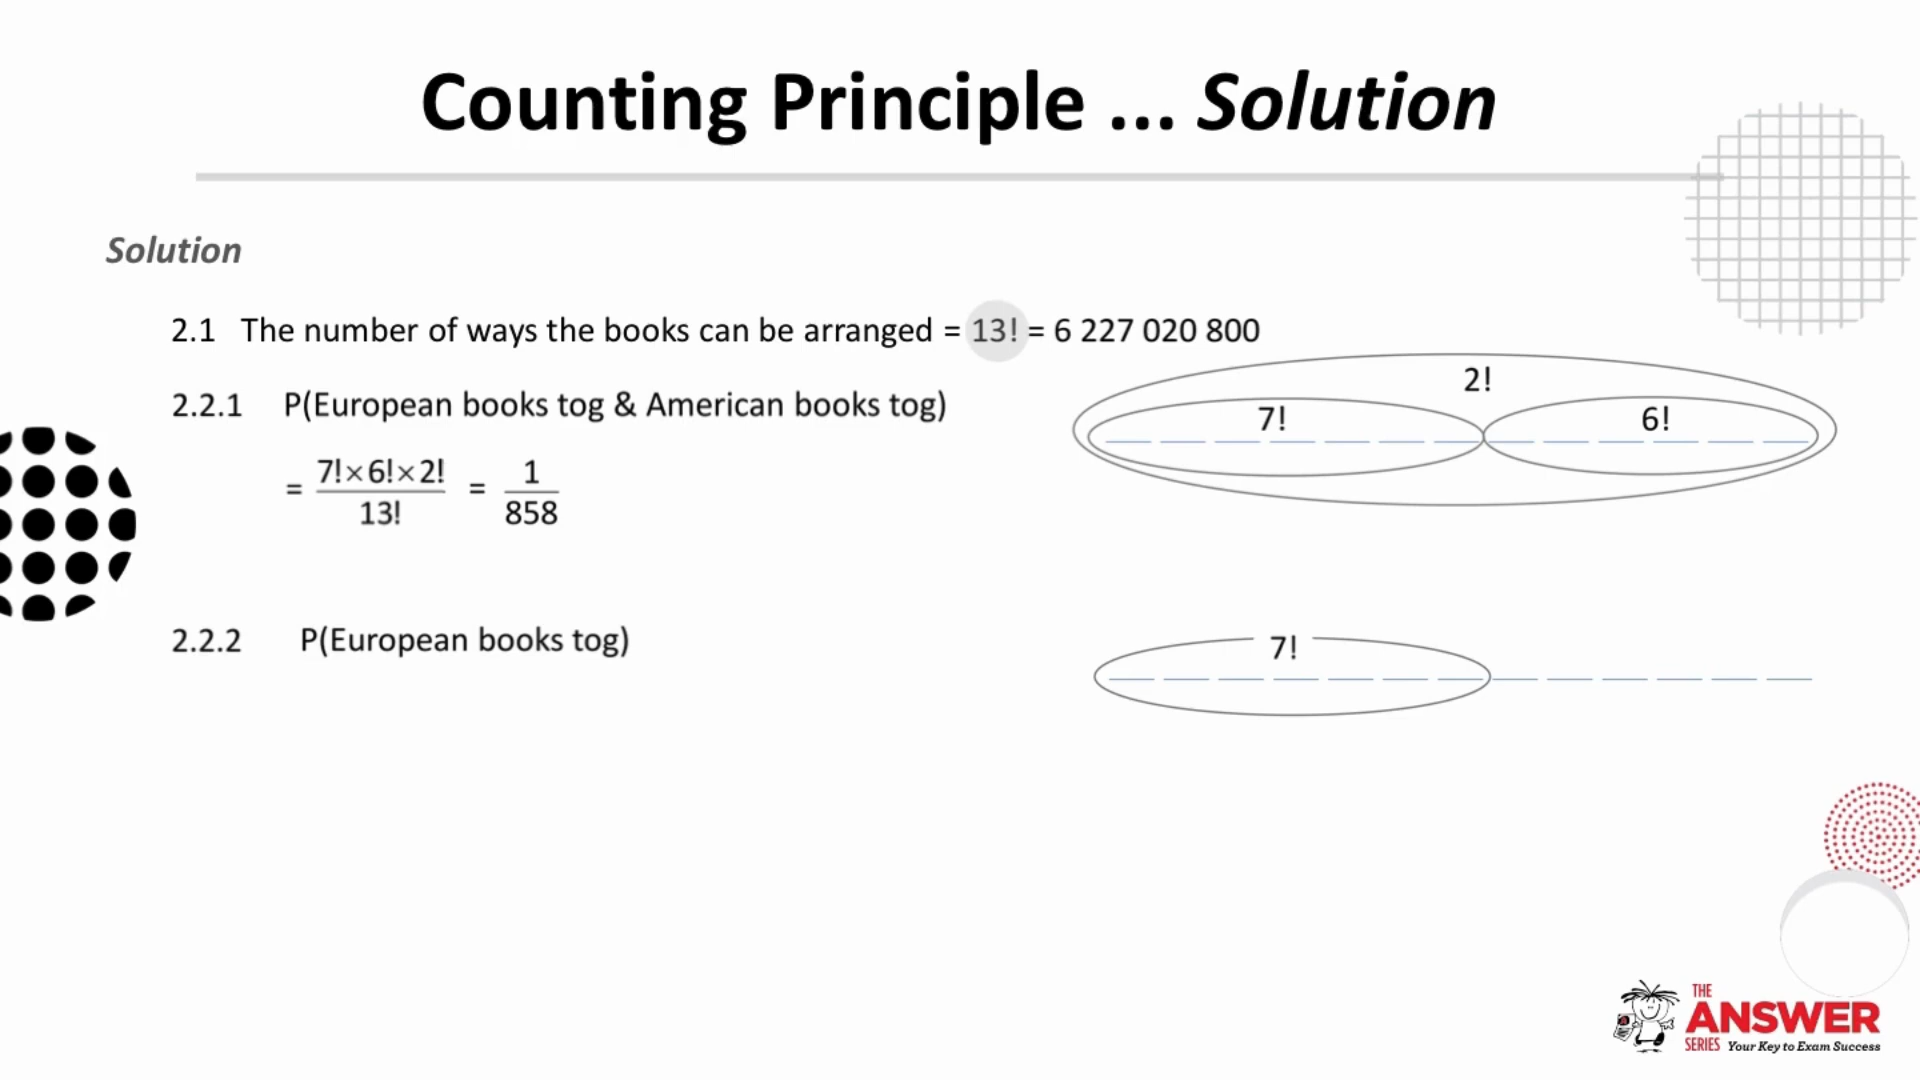 Counting Principle ... Solution
Solution
2.1 The number of ways the books can be arranged = 13! = 6 227 020 800
2.2.1 P(European books tog & American books tog)
2!
7! 6!
= 7!×6!×2! / 13! = 1 / 858
2.2.2 P(European books tog)
7!
THE
ANSWER
SERIES Your Key to Exam Success